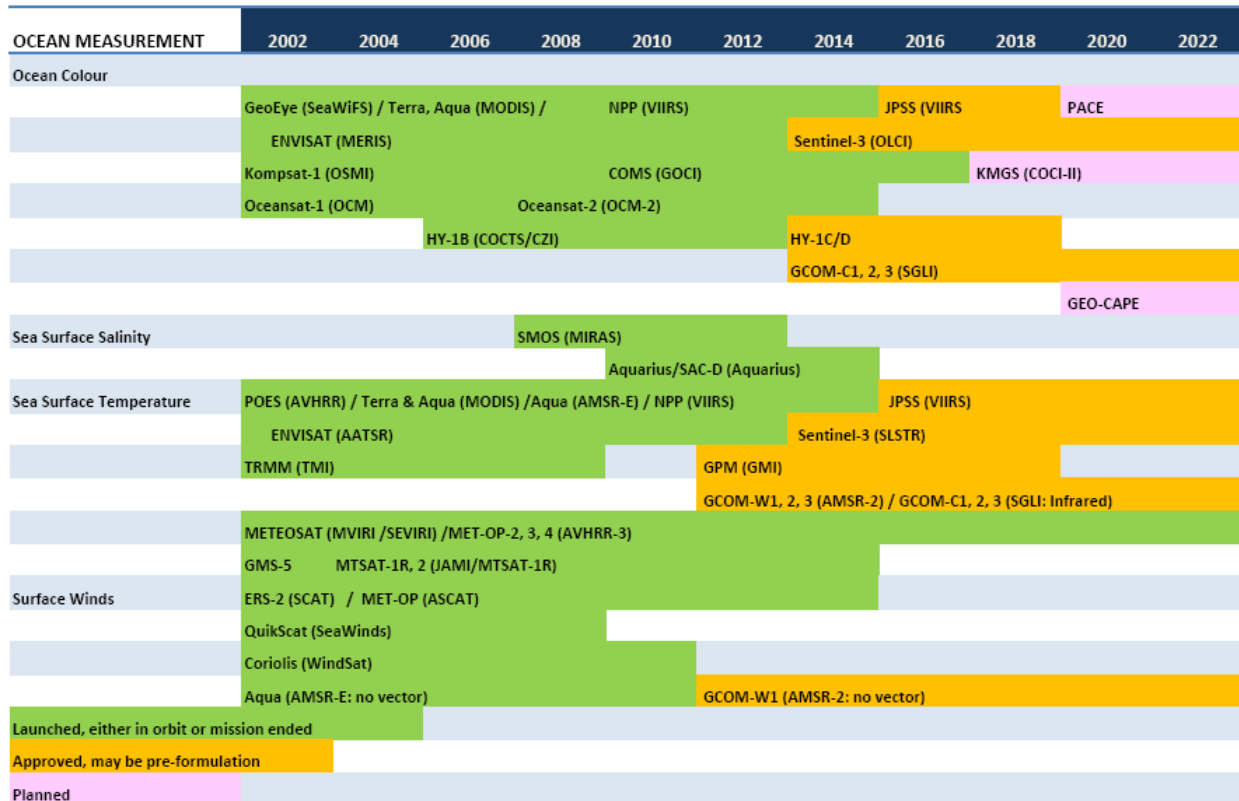 OCEAN MEASUREMENT 2002 2004 2006 2008 2010 2012 2014 2016 2018 2020 2022
Ocean Colour
GeoEye (SeaWiFS) / Terra, Aqua (MODIS) / NPP (VIIRS) JPSS (VIIRS PACE
ENVISAT (MERIS) Sentinel-3 (OLCI)
Kompsat-1 (OSMI) COMS (GOCI) KMGS (COCI-II)
Oceansat-1 (OCM) Oceansat-2 (OCM-2)
HY-1B (COCTS/CZI) HY-1C/D
GCOM-C1, 2, 3 (SGLI)
GEO-CAPE
Sea Surface Salinity SMOS (MIRAS)
Aquarius/SAC-D (Aquarius)
Sea Surface Temperature POES (AVHRR) / Terra & Aqua (MODIS) /Aqua (AMSR-E) / NPP (VIIRS) JPSS (VIIRS)
ENVISAT (AATSR) Sentinel-3 (SLSTR)
TRMM (TMI) GPM (GMI)
GCOM-W1, 2, 3 (AMSR-2) / GCOM-C1, 2, 3 (SGLI: Infrared)
METEOSAT (MVIRI /SEVIRI) /MET-OP-2, 3, 4 (AVHRR-3)
GMS-5 MTSAT-1R, 2 (JAMI/MTSAT-1R)
Surface Winds ERS-2 (SCAT) / MET-OP (ASCAT)
QuikScat (SeaWinds)
Coriolis (WindSat)
Aqua (AMSR-E: no vector) GCOM-W1 (AMSR-2: no vector)
Launched, either in orbit or mission ended
Approved, may be pre-formulation
Planned